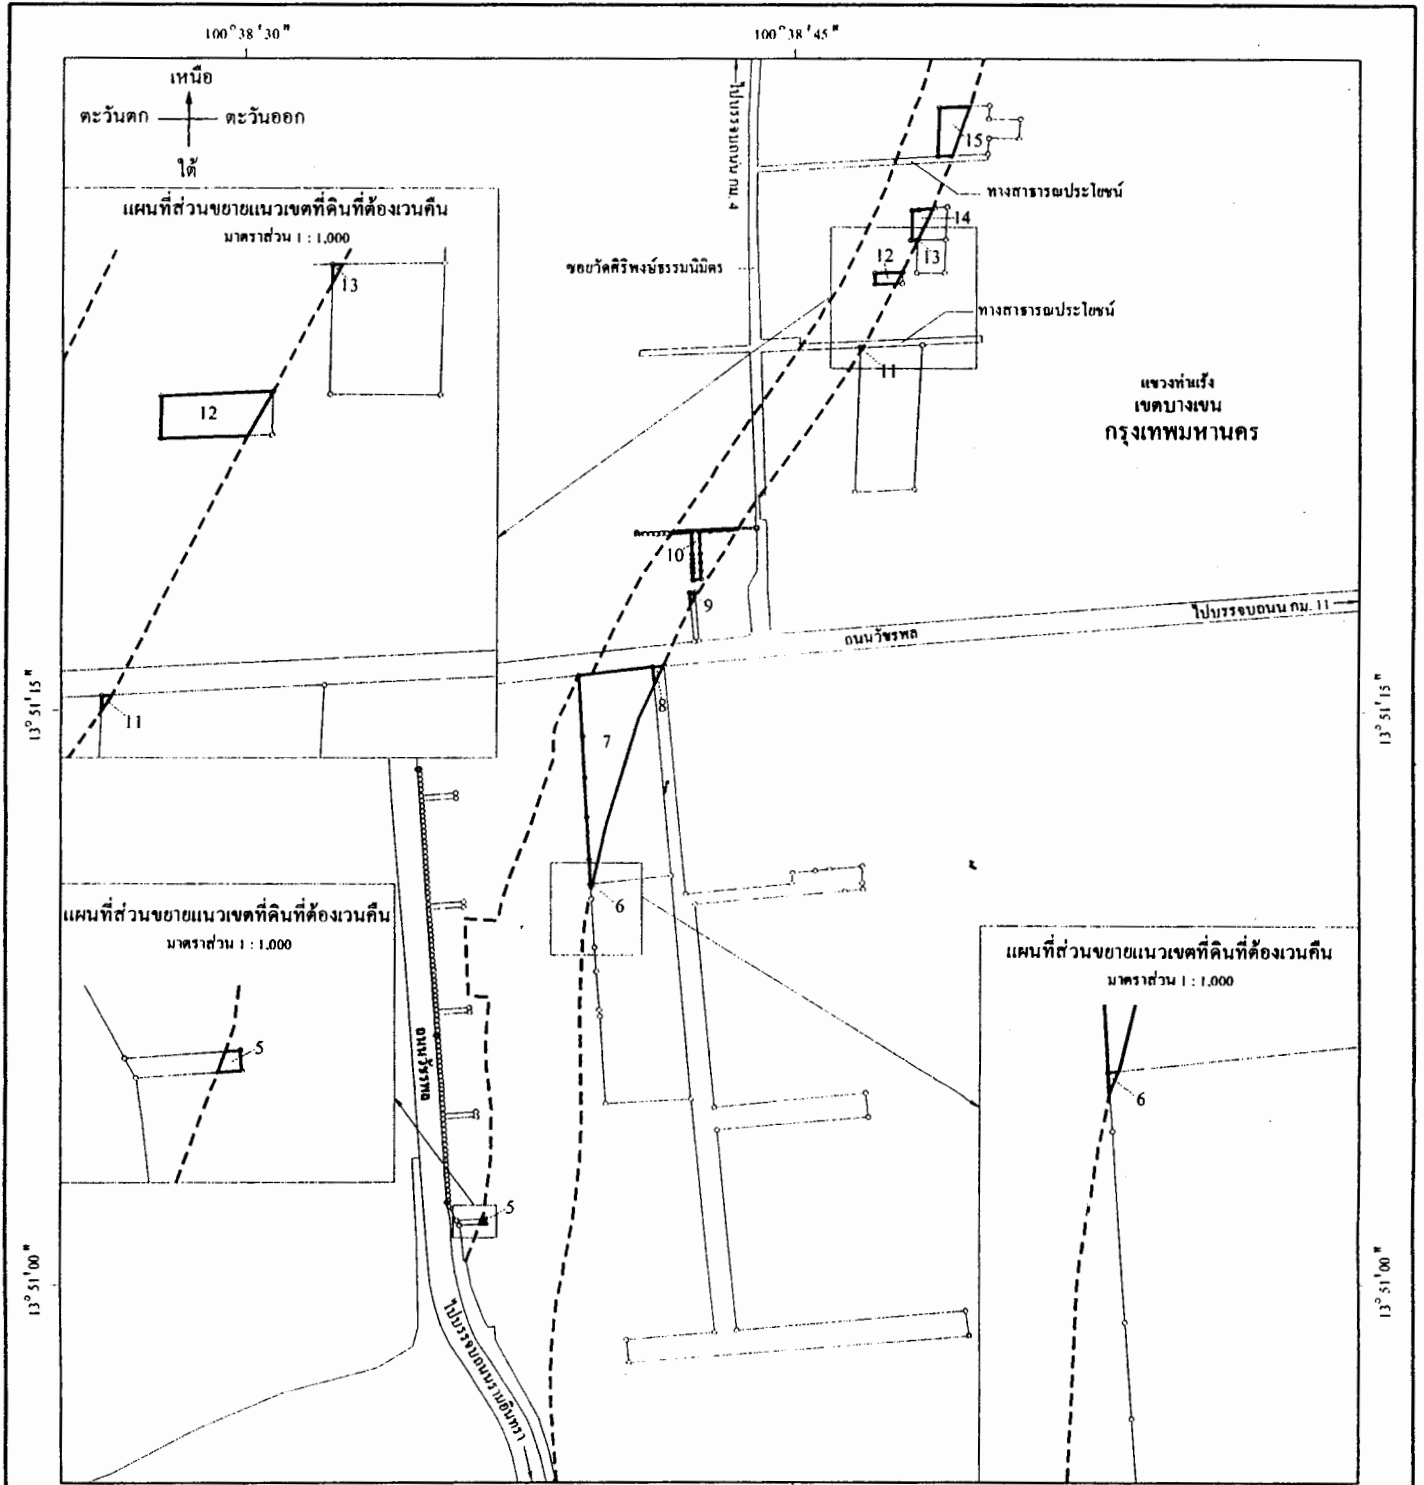 100° 38' 30"
100° 38' 45"
เหนือ
ตะวันตก
ตะวันออก
ใต้
แผนที่ส่วนขยายแนวเขตที่ดินที่ต้องเวนคืน
มาตราส่วน 1 : 1,000
13
12
11
ไปบรรจบถนน กม. 4
ซอยวัดศิริพงษ์ธรรมนิมิตร
15
ทางสาธารณประโยชน์
14
12
13
ทางสาธารณประโยชน์
11
แขวงท่าแร้ง
เขตบางเขน
กรุงเทพมหานคร
10
9
ถนนวัชรพล
ไปบรรจบถนน กม. 11
13° 51' 15"
13° 51' 15"
8
7
6
แผนที่ส่วนขยายแนวเขตที่ดินที่ต้องเวนคืน
มาตราส่วน 1 : 1,000
5
ถนนวัชรพล
5
แผนที่ส่วนขยายแนวเขตที่ดินที่ต้องเวนคืน
มาตราส่วน 1 : 1,000
6
13° 51' 00"
13° 51' 00"
ไปบรรจบถนนรามอินทรา